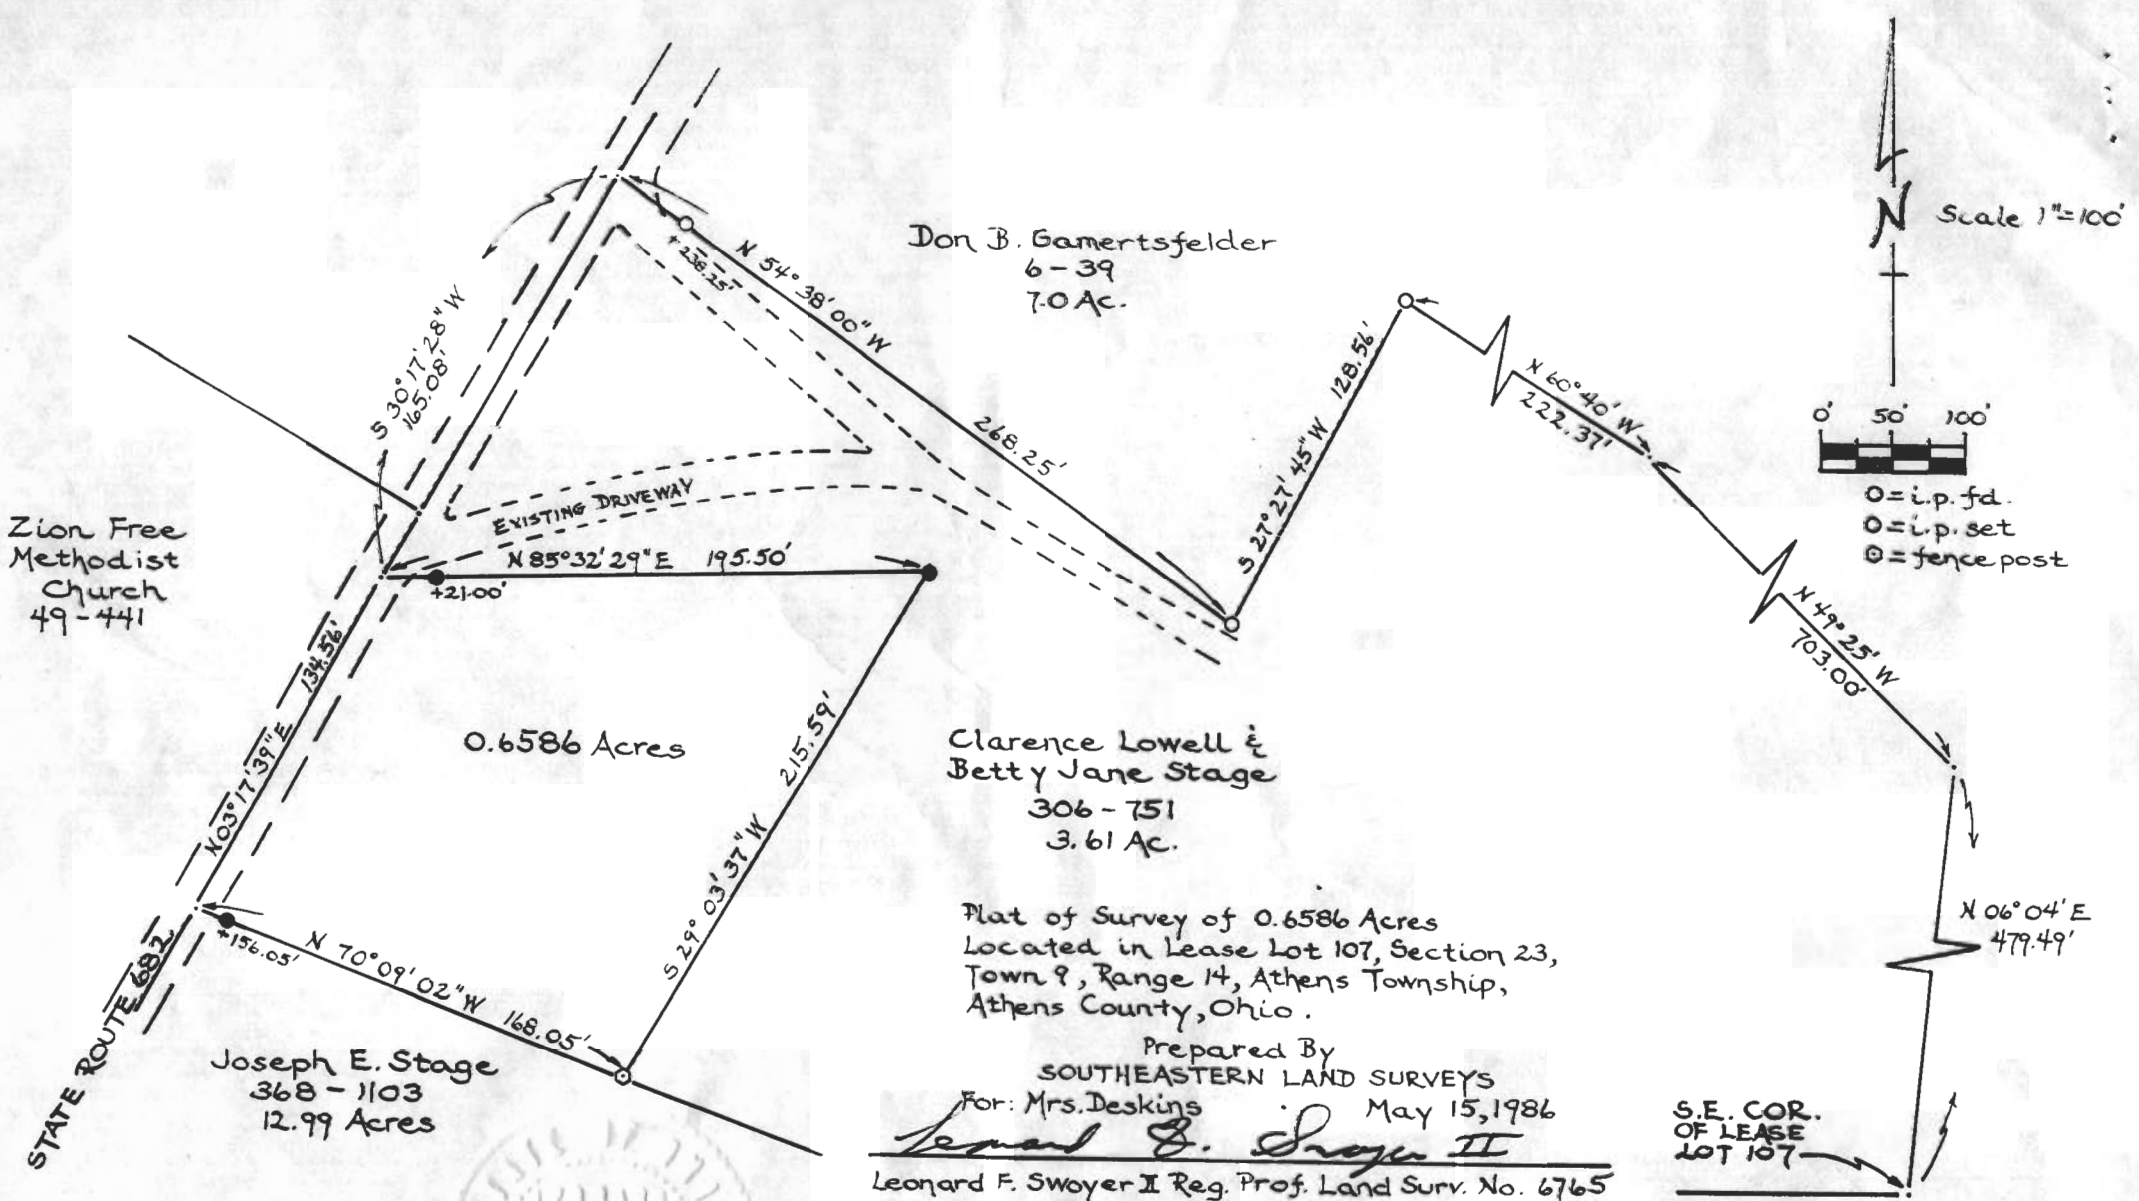 Don B. Gamertsfelder
6-39
7.0 Ac.
N
Scale 1"=100'
0' 50' 100'
O=i.p. fd.
O=i.p. set
⊙=fence post
+238.25'
N 54° 38' 00" W
268.25'
S 30° 17' 28" W
165.08'
S 27° 27' 45" W 128.56'
N 60° 40' W
222.37'
N 49° 25' W
703.00'
EXISTING DRIVEWAY
N 85° 32' 29" E 195.50'
+21.00'
Zion Free
Methodist
Church
49-441
N 03° 17' 39" E 134.56'
0.6586 Acres
S 29° 03' 37" W 215.59'
Clarence Lowell &
Betty Jane Stage
306-751
3.61 Ac.
+156.05'
N 70° 09' 02" W 168.05'
STATE ROUTE 682
Joseph E. Stage
368-1103
12.99 Acres
N 06° 04' E
479.49'
Plat of Survey of 0.6586 Acres
Located in Lease Lot 107, Section 23,
Town 9, Range 14, Athens Township,
Athens County, Ohio.
Prepared By
SOUTHEASTERN LAND SURVEYS
For: Mrs. Deskins May 15, 1986
Leonard F. Swoyer II
Leonard F. Swoyer II Reg. Prof. Land Surv. No. 6765
S.E. COR.
OF LEASE
LOT 107